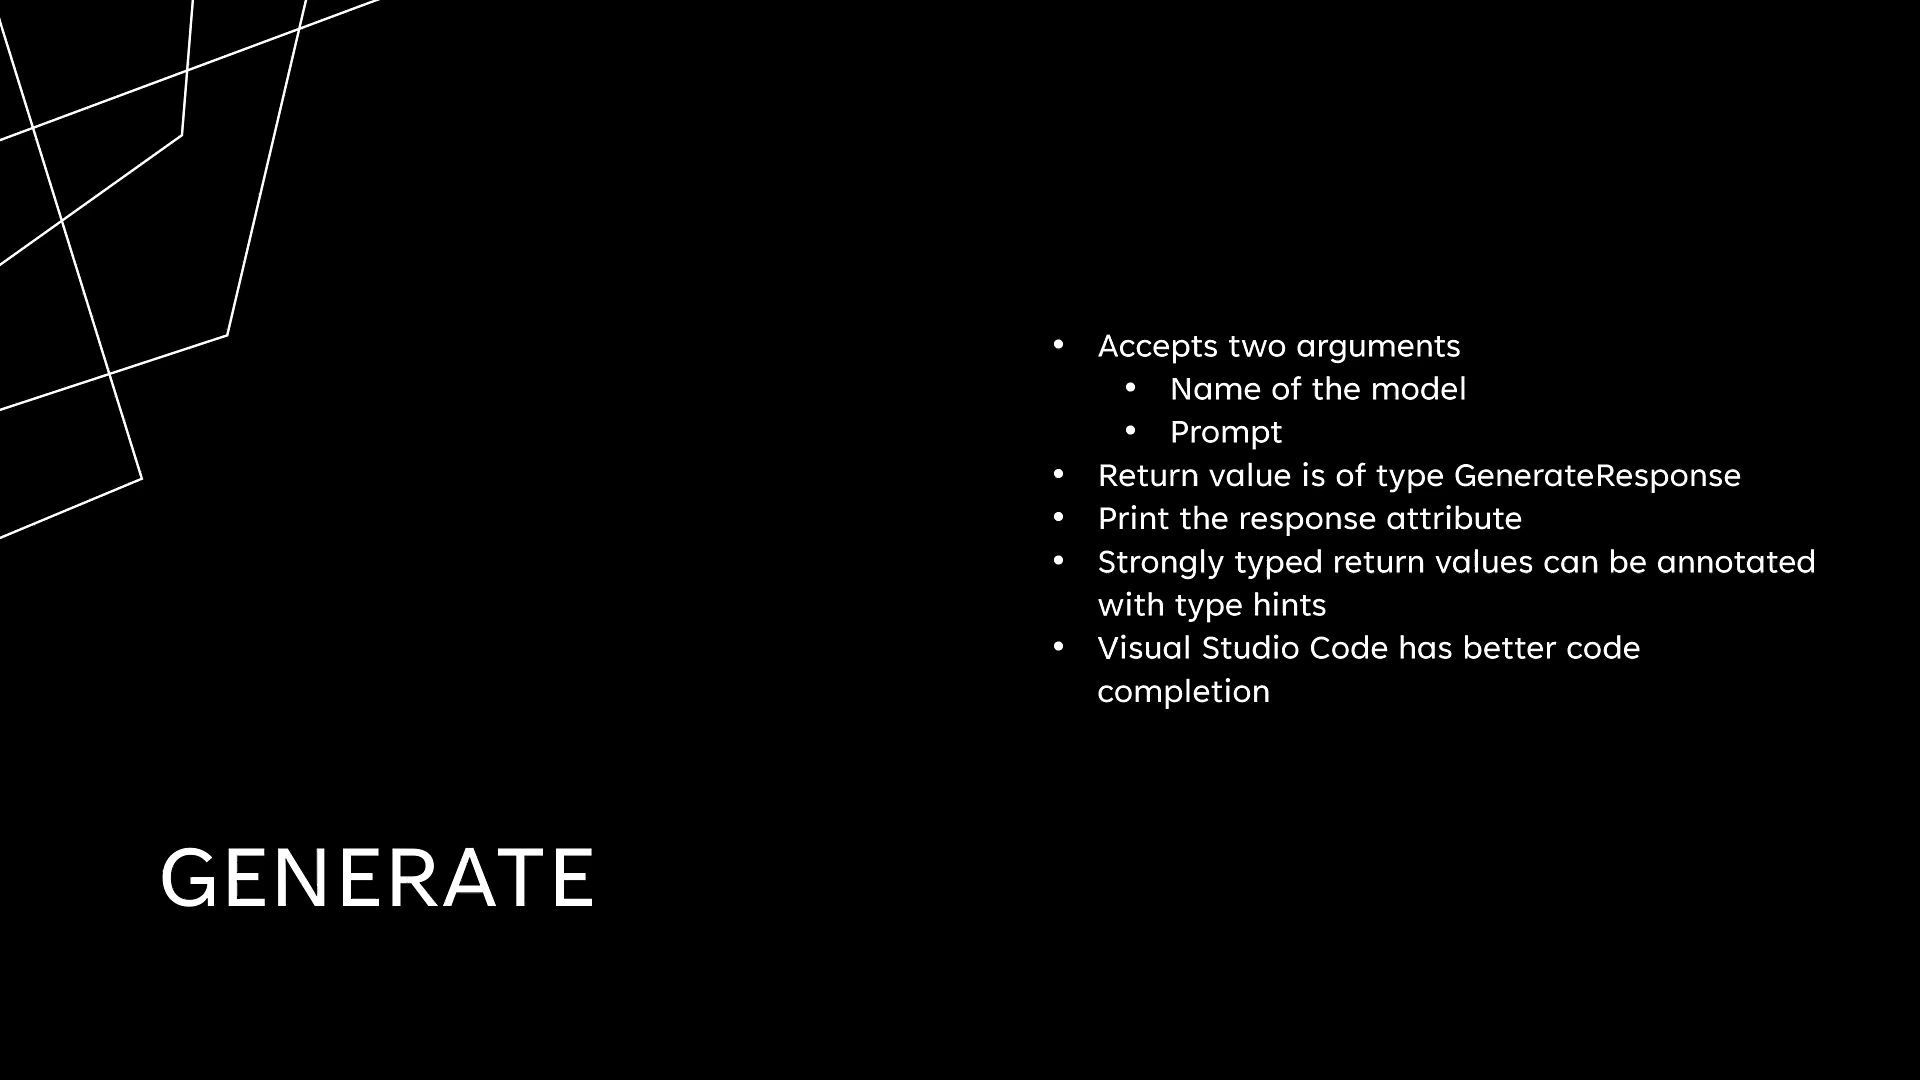 • Accepts two arguments
• Name of the model
• Prompt
• Return value is of type GenerateResponse
• Print the response attribute
• Strongly typed return values can be annotated
with type hints
• Visual Studio Code has better code
completion
GENERATE